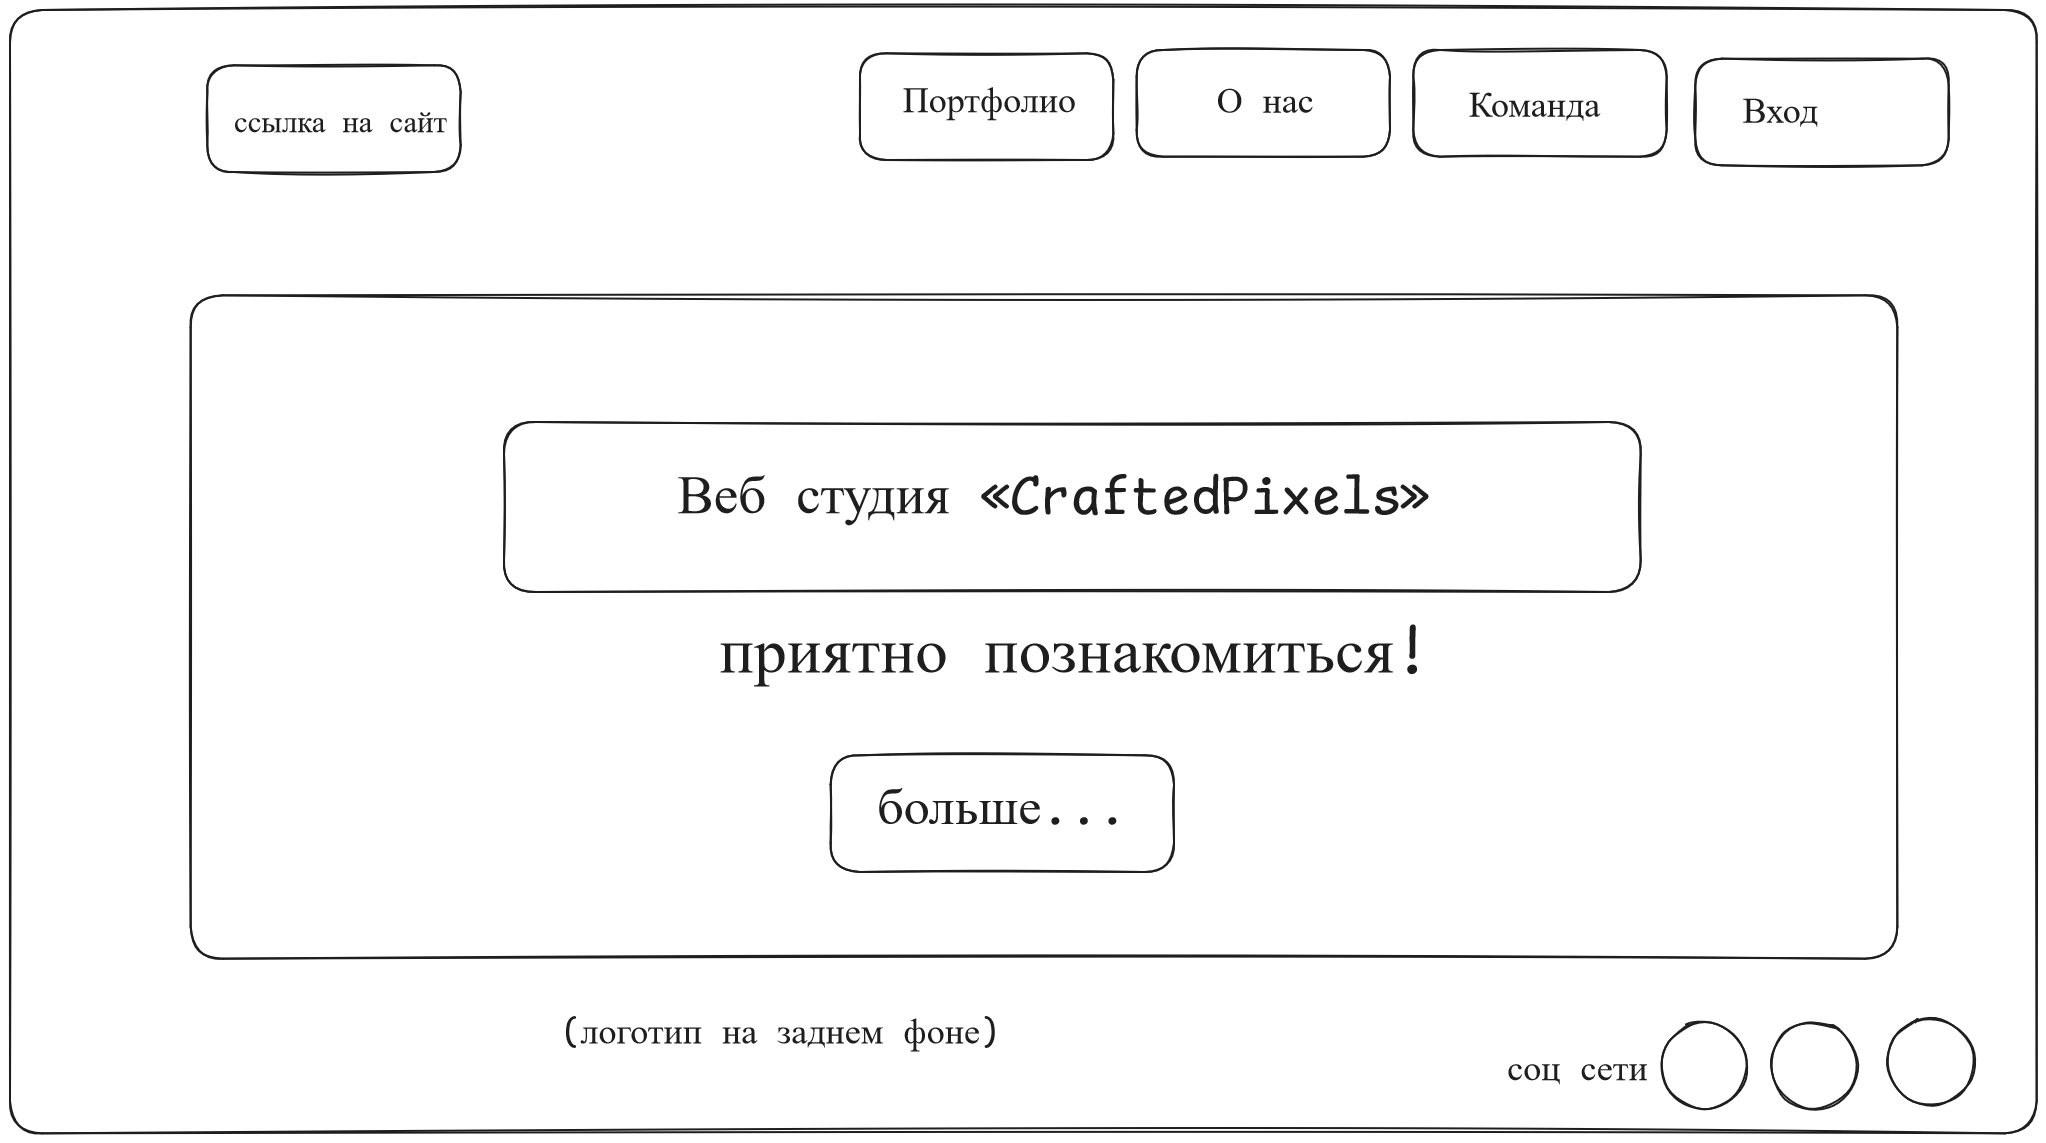 ссылка на сайт
Портфолио
О нас
Команда
Вход
Веб студия «CraftedPixels»
приятно познакомиться!
больше...
(логотип на заднем фоне)
соц сети